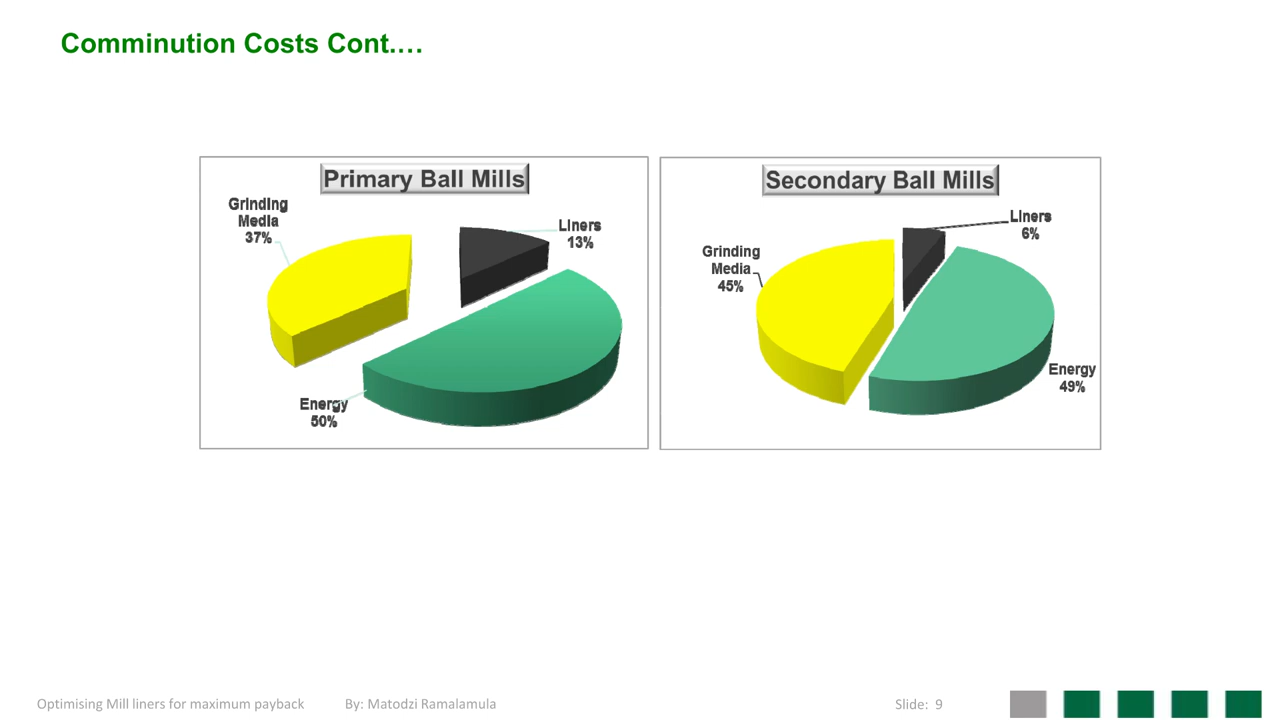 Comminution Costs Cont.…
Primary Ball Mills
Grinding
Media
37%
Liners
13%
Energy
50%
Secondary Ball Mills
Liners
6%
Grinding
Media
45%
Energy
49%
Optimising Mill liners for maximum payback By: Matodzi Ramalamula Slide: 9